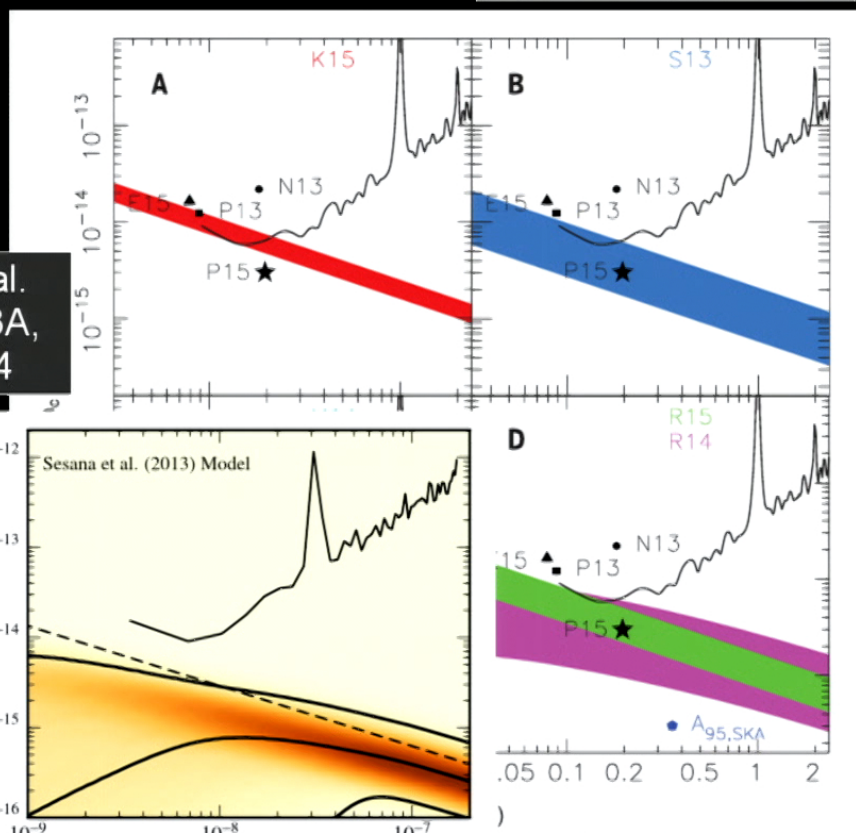 A
K15
10^-13
N13
E15
P13
10^-14
P15
10^-15
B
S13
N13
E15
P13
P15
al.
BA,
4
Sesana et al. (2013) Model
-12
-13
-14
-15
-16
10^-9
10^-8
10^-7
D
R15
R14
N13
15
P13
P15
A_95,SKA
.05 0.1 0.2 0.5 1 2
)